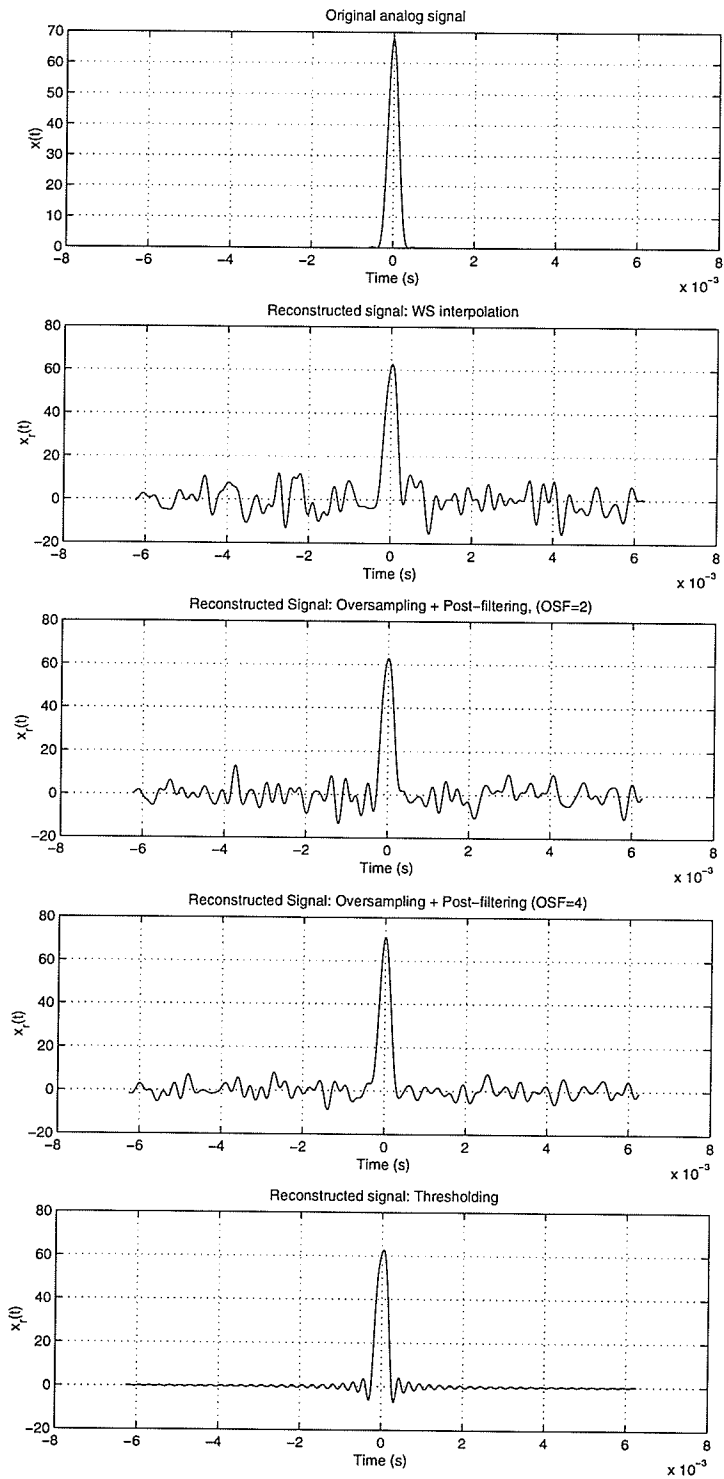 Original analog signal
70
60
50
40
30
20
10
0
x(t)
−8 −6 −4 −2 0 2 4 6 8
Time (s)
x 10−3
Reconstructed signal: WS interpolation
80
60
40
20
0
−20
xr(t)
−8 −6 −4 −2 0 2 4 6 8
Time (s)
x 10−3
Reconstructed Signal: Oversampling + Post−filtering, (OSF=2)
80
60
40
20
0
−20
xr(t)
−8 −6 −4 −2 0 2 4 6 8
Time (s)
x 10−3
Reconstructed Signal: Oversampling + Post−filtering (OSF=4)
80
60
40
20
0
−20
xr(t)
−8 −6 −4 −2 0 2 4 6 8
Time (s)
x 10−3
Reconstructed signal: Thresholding
80
60
40
20
0
−20
xr(t)
−8 −6 −4 −2 0 2 4 6 8
Time (s)
x 10−3